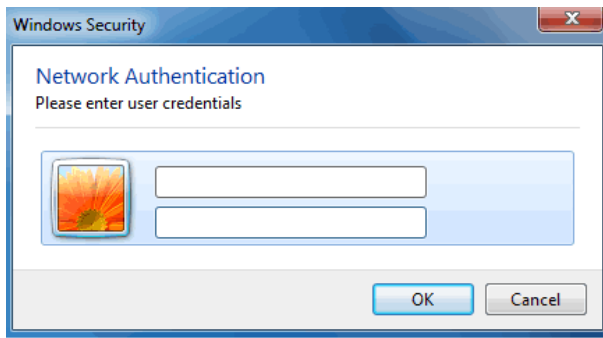 Windows Security
Network Authentication
Please enter user credentials
OK
Cancel